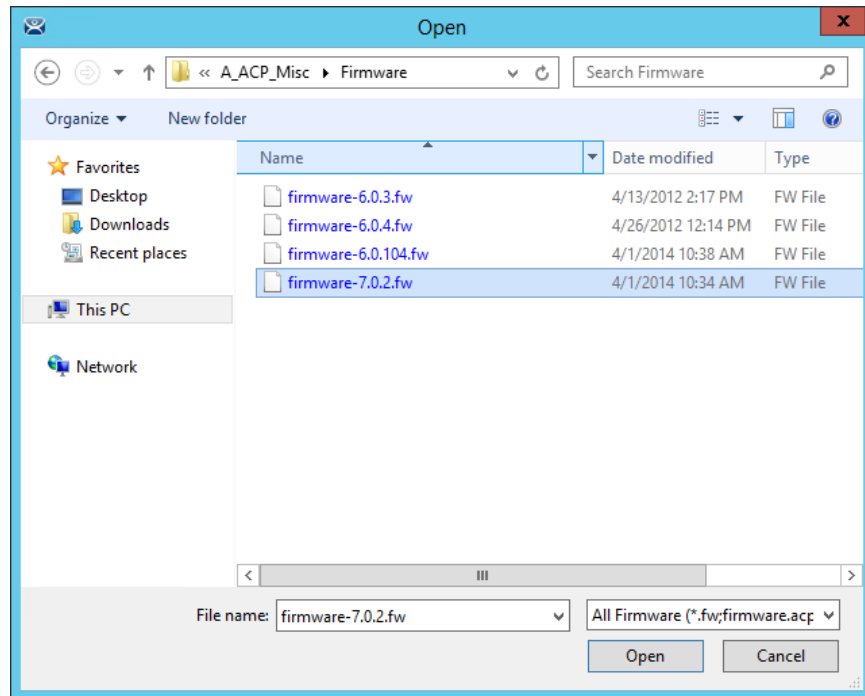 Open
x
« A_ACP_Misc Firmware
Search Firmware
Organize New folder
Favorites
Desktop
Downloads
Recent places
This PC
Network
Name Date modified Type
firmware-6.0.3.fw 4/13/2012 2:17 PM FW File
firmware-6.0.4.fw 4/26/2012 12:14 PM FW File
firmware-6.0.104.fw 4/1/2014 10:38 AM FW File
firmware-7.0.2.fw 4/1/2014 10:34 AM FW File
File name: firmware-7.0.2.fw All Firmware (*.fw;firmware.acp
Open Cancel